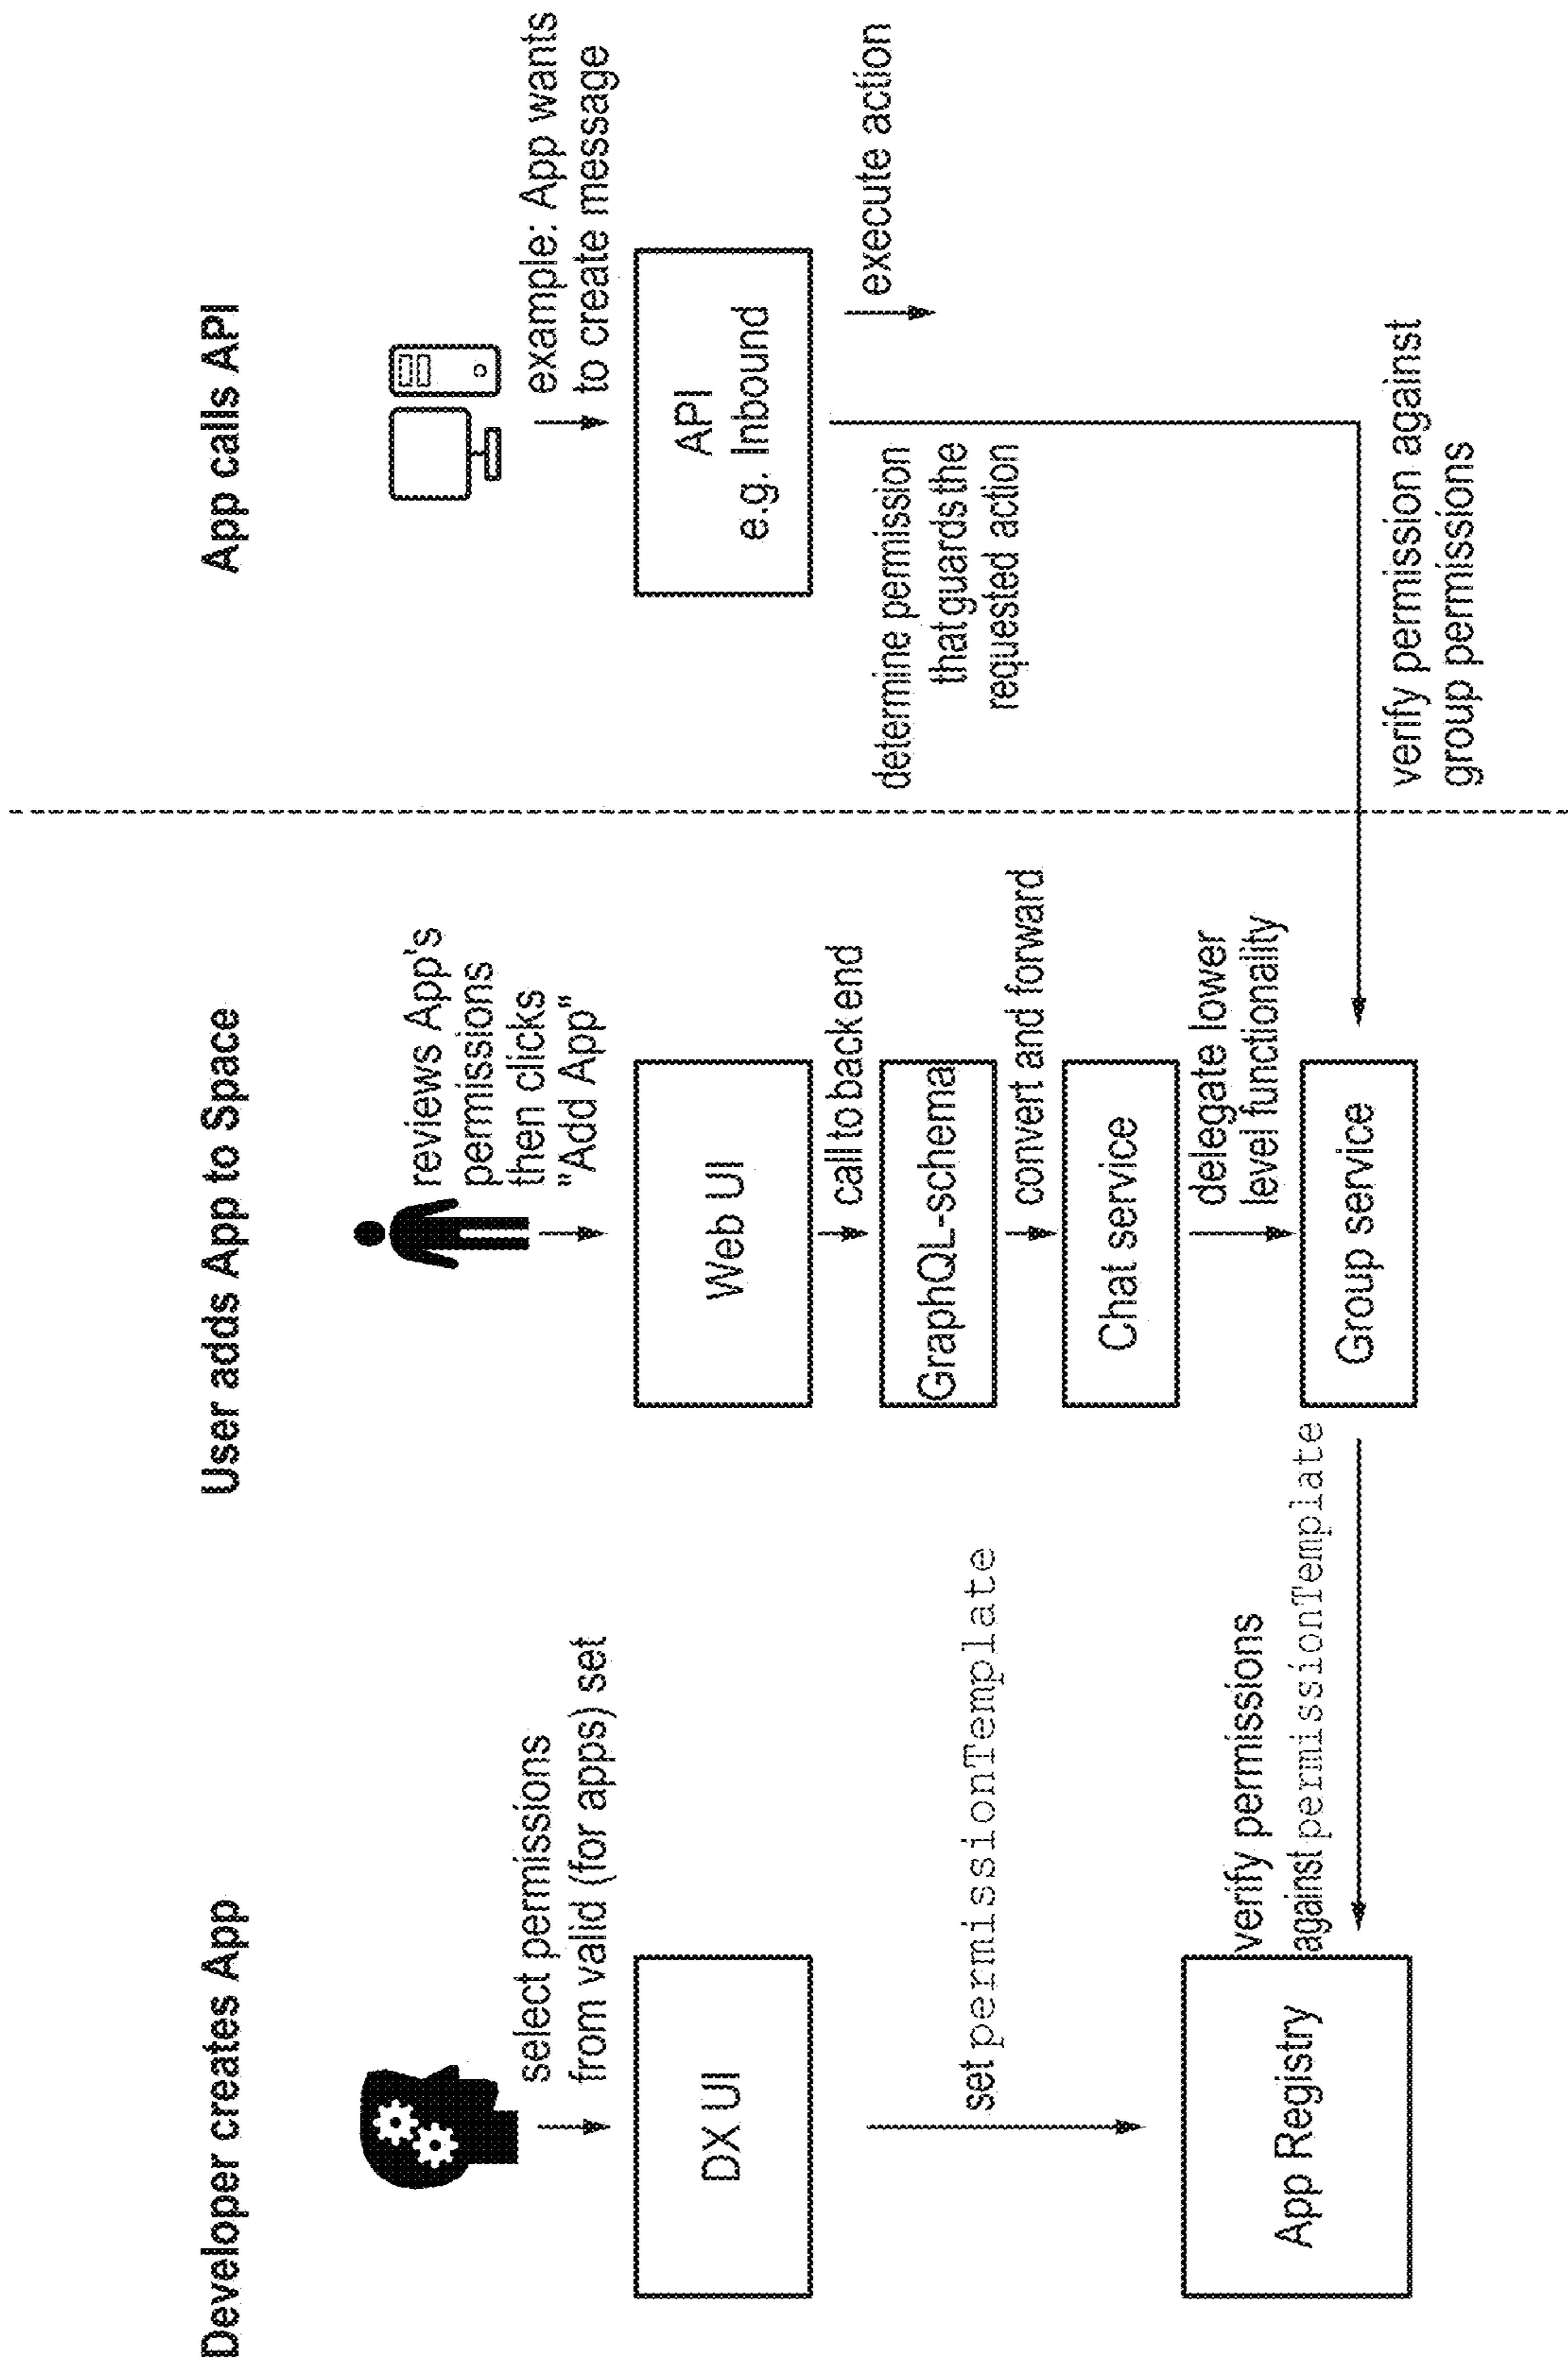 Developer creates App
select permissions
from valid (for apps) set
DX UI
set permissionTemplate
App Registry
User adds App to Space
reviews App's
permissions
then clicks
"Add App"
Web UI
call to back end
GraphQL-schema
convert and forward
Chat service
delegate lower
level functionality
Group service
verify permissions
against permissionTemplate
App calls API
example: App wants
to create message
API
e.g. Inbound
execute action
determine permission
that guards the
requested action
verify permission against
group permissions